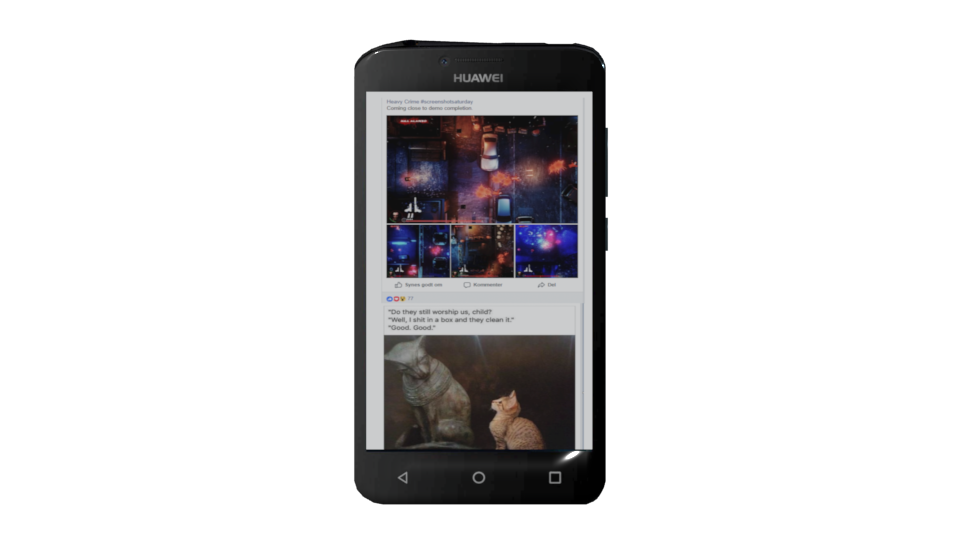 HUAWEI
Heavy Crime #screenshotsaturday
Coming close to demo completion
Synes godt om
Kommenter
Del
17
"Do they still worship us, child?
"Well, I shit in a box and they clean it."
"Good. Good."